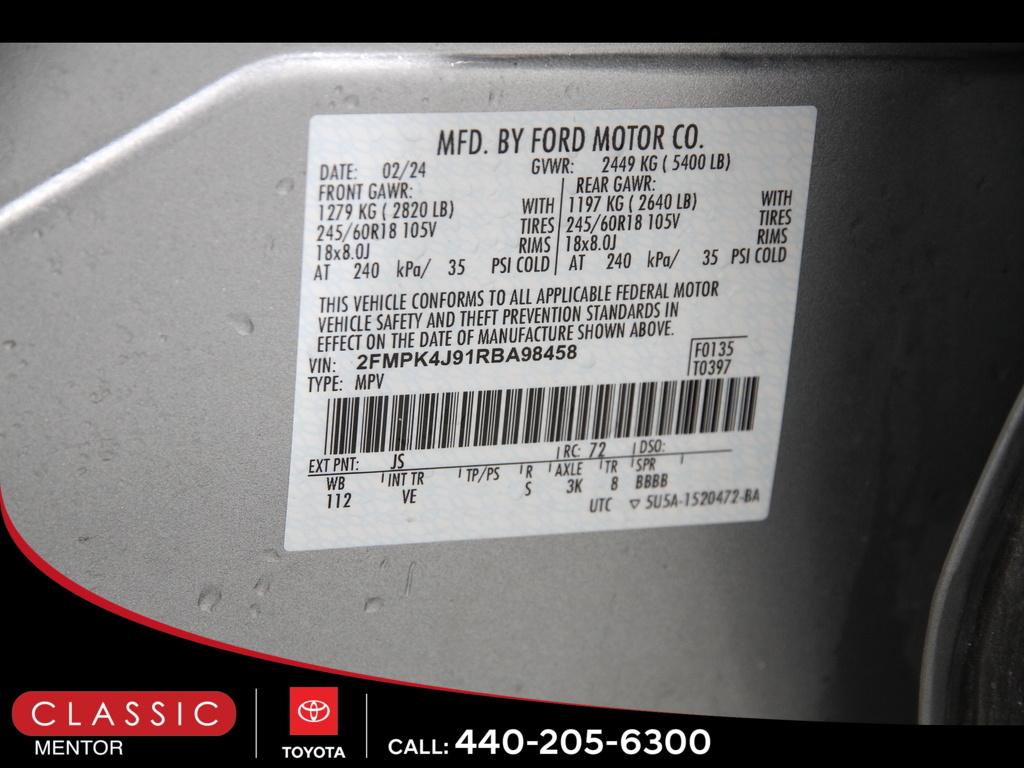 MFD. BY FORD MOTOR CO.
DATE: 02/24 GVWR: 2449 KG ( 5400 LB)
FRONT GAWR: REAR GAWR:
1279 KG ( 2820 LB) WITH 1197 KG ( 2640 LB) WITH
245/60R18 105V TIRES 245/60R18 105V TIRES
18x8.0J RIMS 18x8.0J RIMS
AT 240 kPa/ 35 PSI COLD AT 240 kPa/ 35 PSI COLD
THIS VEHICLE CONFORMS TO ALL APPLICABLE FEDERAL MOTOR
VEHICLE SAFETY AND THEFT PREVENTION STANDARDS IN
EFFECT ON THE DATE OF MANUFACTURE SHOWN ABOVE.
VIN: 2FMPK4J91RBA98458 F0135
TYPE: MPV T0397
EXT PNT: JS RC: 72 DSO:
WB INT TR TP/PS R AXLE TR SPR
112 VE S 3K 8 BBBB
UTC ▽ 5U5A-1520472-BA
CLASSIC
MENTOR
TOYOTA
CALL: 440-205-6300